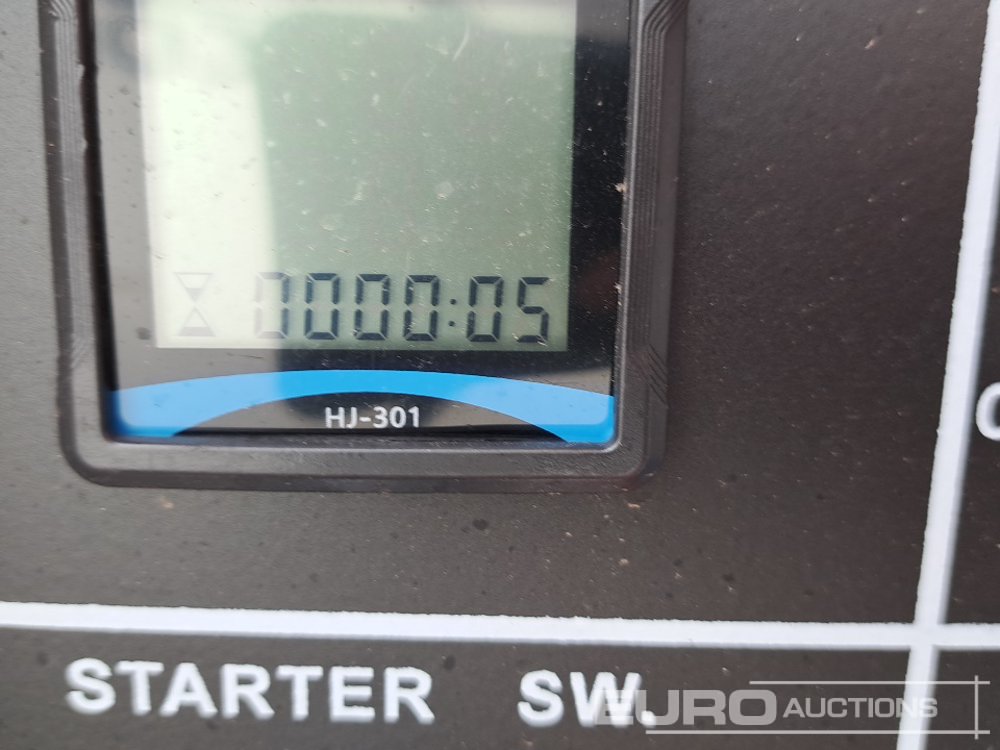 0000:05
HJ-301
STARTER SW.
EURO AUCTIONS